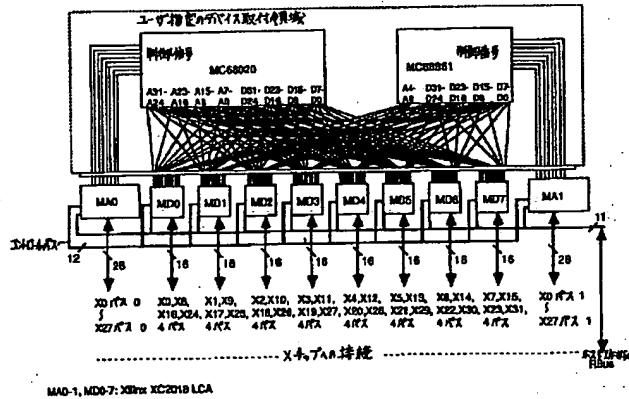 ユーザ指定のデバイス取付領域
制御信号
MC68020
A31-
A24
A23-
A16
A15-
A8
A7-
A0
D31-
D24
D23-
D16
D15-
D8
D7-
D0
制御信号
MC68881
A4-
A0
D31-
D24
D23-
D16
D15-
D8
D7-
D0
MA0 MD0 MD1 MD2 MD3 MD4 MD5 MD6 MD7 MA1
コントロールバス
12
11
28 16 16 16 16 16 16 16 16 28
X0バス 0
〜
X27バス 0
X0,X8,
X16,X24,
4バス
X1,X9,
X17,X25,
4バス
X2,X10,
X18,X26,
4バス
X3,X11,
X19,X27,
4バス
X4,X12,
X20,X28,
4バス
X5,X13,
X21,X29,
4バス
X6,X14,
X22,X30,
4バス
X7,X15,
X23,X31,
4バス
X0バス 1
〜
X27バス 1
Xチップへの接続
RBus
MA0-1, MD0-7: Xilinx XC2018 LCA